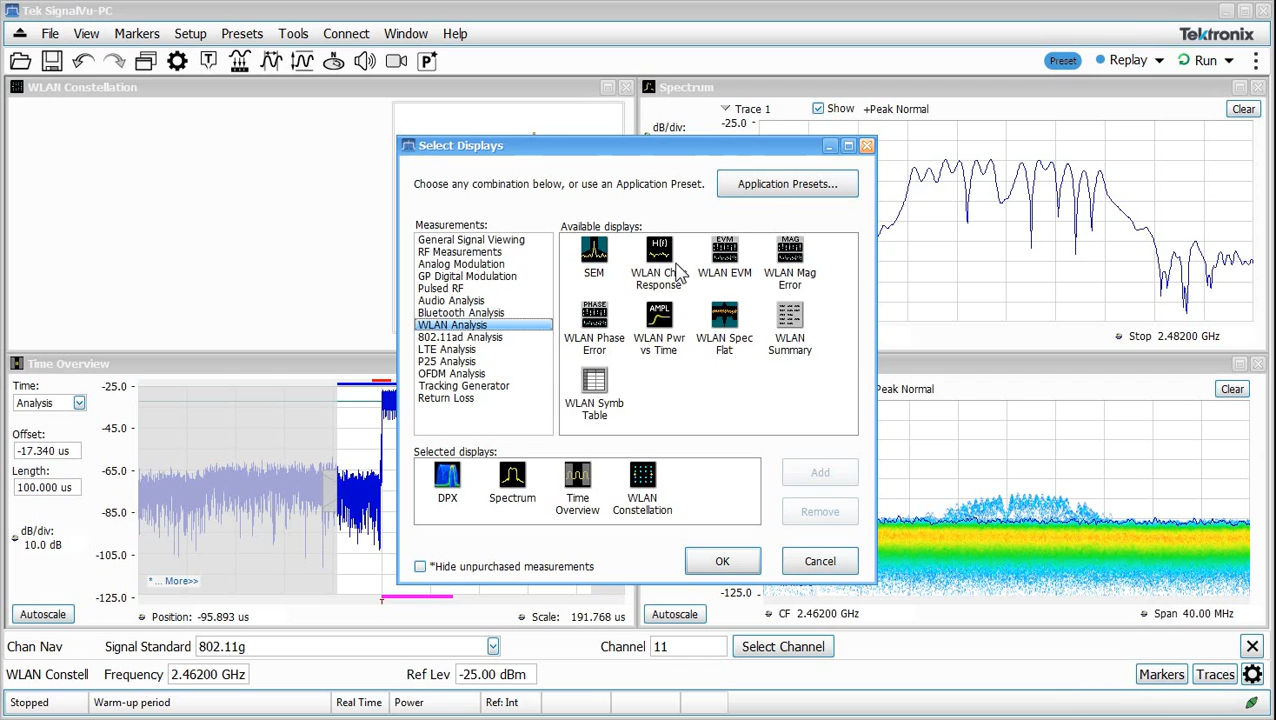 Tek SignalVu-PC
File View Markers Setup Presets Tools Connect Window Help
Tektronix
Preset Replay Run
WLAN Constellation
Spectrum
Trace 1 Show +Peak Normal Clear
dB/div:
-25.0
Stop 2.48200 GHz
Select Displays
Choose any combination below, or use an Application Preset.
Application Presets...
Measurements:
General Signal Viewing
RF Measurements
Analog Modulation
GP Digital Modulation
Pulsed RF
Audio Analysis
Bluetooth Analysis
WLAN Analysis
802.11ad Analysis
LTE Analysis
P25 Analysis
OFDM Analysis
Tracking Generator
Return Loss
Available displays:
H(f)
EVM
MAG
ERROR
SEM
WLAN Ch
Response
WLAN EVM
WLAN Mag
Error
PHASE
ERROR
AMPL
WLAN Phase
Error
WLAN Pwr
vs Time
WLAN Spec
Flat
WLAN
Summary
WLAN Symb
Table
Selected displays:
DPX
Spectrum
Time
Overview
WLAN
Constellation
Add
Remove
*Hide unpurchased measurements
OK
Cancel
Time Overview
Time:
Analysis
Offset:
-17.340 us
Length:
100.000 us
dB/div:
10.0 dB
-25.0
-45.0
-65.0
-85.0
-105.0
-125.0
* ... More>>
Autoscale
Position: -95.893 us
Scale: 191.768 us
Normal
Clear
-125.0
Autoscale
CF 2.46200 GHz
Span 40.00 MHz
Chan Nav Signal Standard 802.11g Channel 11 Select Channel
WLAN Constell Frequency 2.46200 GHz Ref Lev -25.00 dBm Markers Traces
Stopped Warm-up period Real Time Power Ref: Int